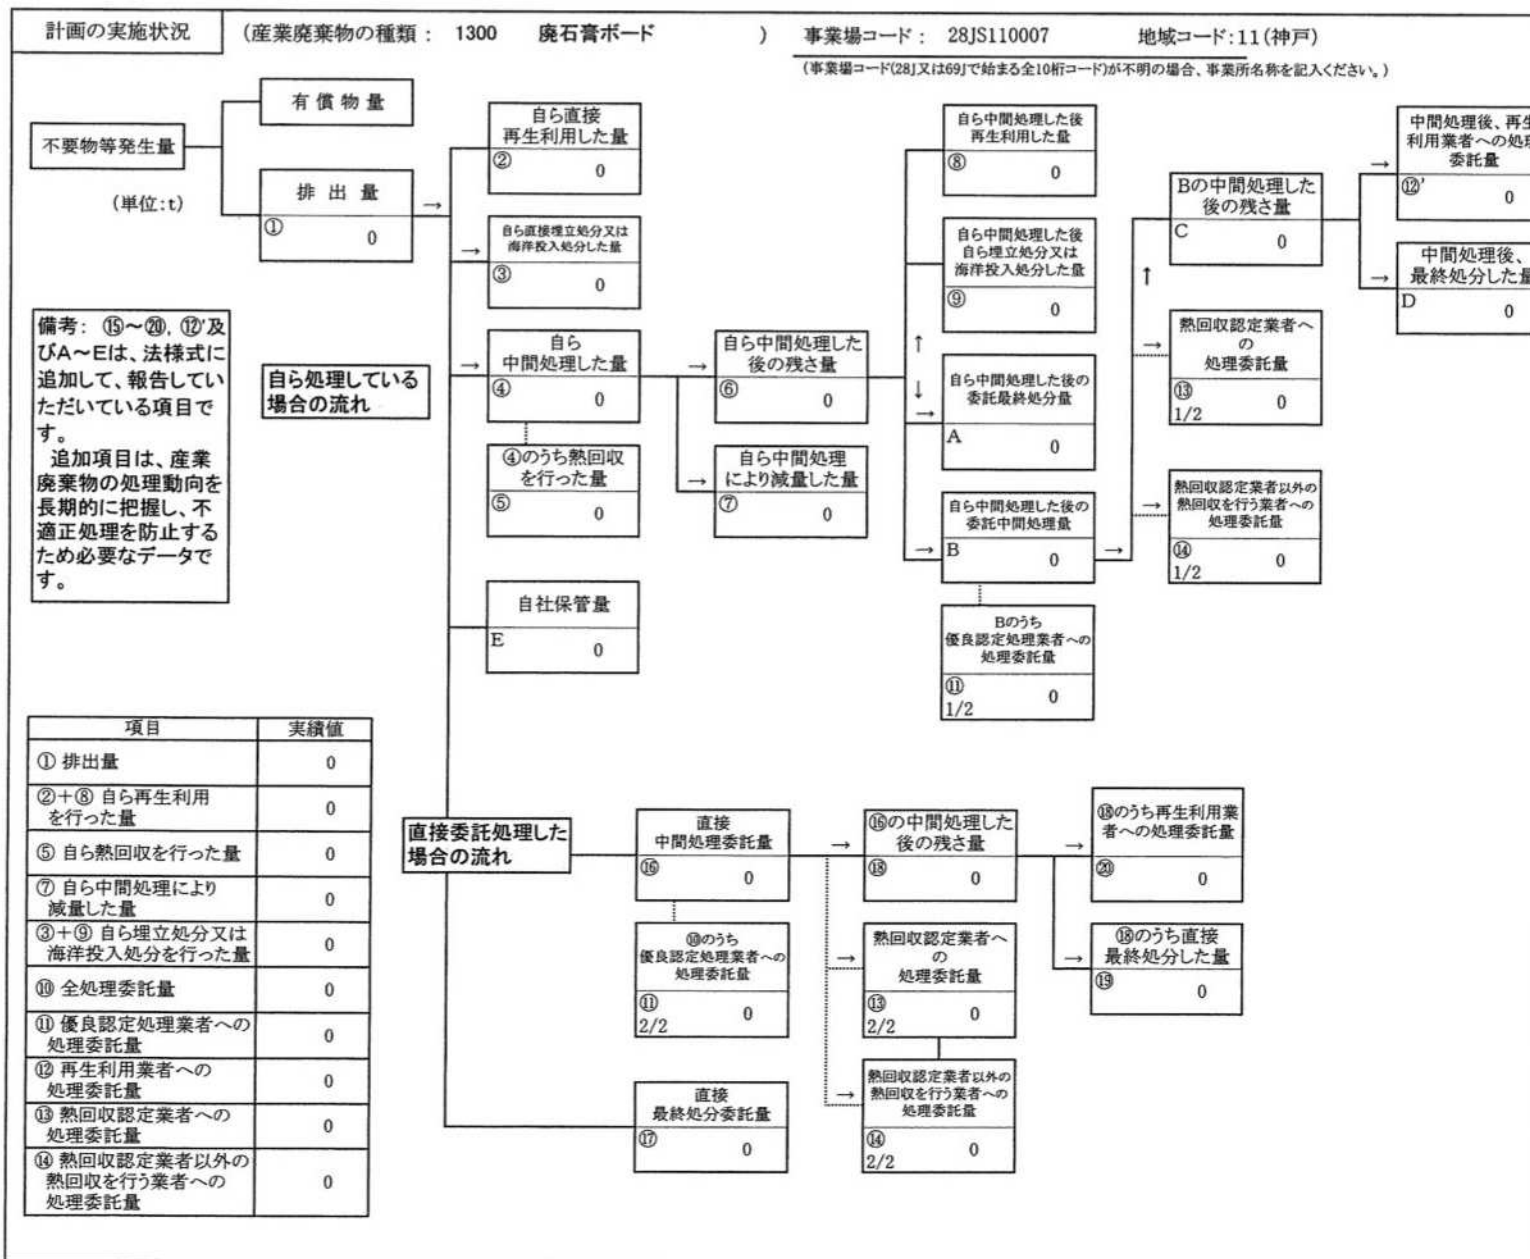 計画の実施状況 (産業廃棄物の種類： 1300 廃石膏ボード ) 事業場コード： 28JS110007 地域コード:11(神戸)
(事業場コード(28J又は69Jで始まる全10桁コード)が不明の場合、事業所名称を記入ください。)
不要物等発生量
(単位:t)
有償物量
排出量
→
① 0
自ら直接
再生利用した量
② 0
→
自ら直接埋立処分又は
海洋投入処分した量
③ 0
→
自ら
中間処理した量
④ 0
④のうち熱回収
を行った量
⑤ 0
自社保管量
E 0
→
自ら中間処理した
後の残さ量
⑥ 0
→
自ら中間処理
により減量した量
⑦ 0
自ら中間処理した後
再生利用した量
⑧ 0
自ら中間処理した後
自ら埋立処分又は
海洋投入処分した量
⑨ 0
↑
↓
→
自ら中間処理した後の
委託最終処分量
A 0
→
自ら中間処理した後の
委託中間処理量
B 0
→
Bのうち
優良認定処理業者への
処理委託量
⑪
1/2 0
↑
Bの中間処理した
後の残さ量
C 0
→
熱回収認定業者へ
の
処理委託量
⑬
1/2 0
→
熱回収認定業者以外の
熱回収を行う業者への
処理委託量
⑭
1/2 0
→
中間処理後、再生
利用業者への処理
委託量
⑫' 0
→
中間処理後、
最終処分した量
D 0
備考： ⑮～⑳, ⑫'及
びA～Eは、法様式に
追加して、報告してい
ただいている項目で
す。
追加項目は、産業
廃棄物の処理動向を
長期的に把握し、不
適正処理を防止する
ため必要なデータで
す。
自ら処理している
場合の流れ
項目 実績値
① 排出量 0
②＋⑧ 自ら再生利用
を行った量 0
⑤ 自ら熱回収を行った量 0
⑦ 自ら中間処理により
減量した量 0
③＋⑨ 自ら埋立処分又は
海洋投入処分を行った量 0
⑩ 全処理委託量 0
⑪ 優良認定処理業者への
処理委託量 0
⑫ 再生利用業者への
処理委託量 0
⑬ 熱回収認定業者への
処理委託量 0
⑭ 熱回収認定業者以外の
熱回収を行う業者への
処理委託量 0
直接委託処理した
場合の流れ
直接
中間処理委託量
⑯ 0
⑩のうち
優良認定処理業者への
処理委託量
⑪
2/2 0
直接
最終処分委託量
⑰ 0
→
⑯の中間処理した
後の残さ量
⑱ 0
→
熱回収認定業者へ
の
処理委託量
⑬
2/2 0
→
熱回収認定業者以外の
熱回収を行う業者への
処理委託量
⑭
2/2 0
→
⑱のうち再生利用業
者への処理委託量
⑳ 0
→
⑱のうち直接
最終処分した量
⑲ 0